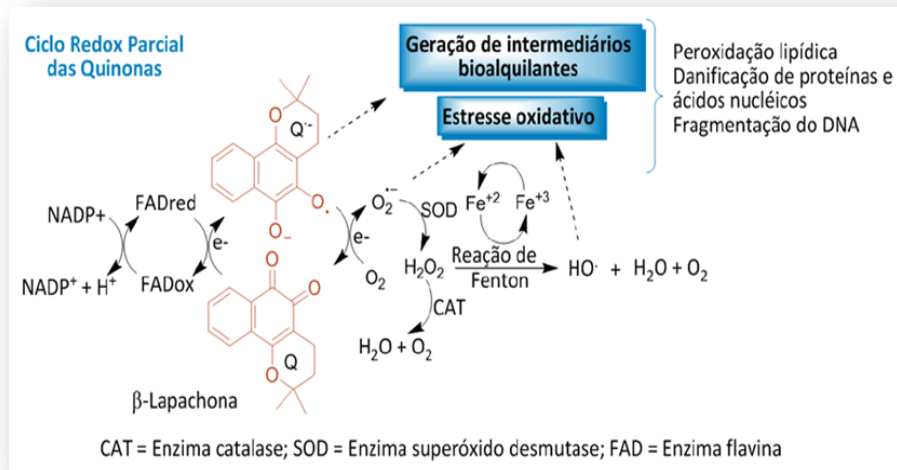 Ciclo Redox Parcial
das Quinonas
Geração de intermediários
bioalquilantes
Estresse oxidativo
Peroxidação lipídica
Danificação de proteínas e
ácidos nucléicos
Fragmentação do DNA
O
Q·-
O·
O-
NADP+
FADred
e-
NADP⁺ + H⁺
FADox
O₂·-
e-
O₂
SOD
Fe⁺² Fe⁺³
H₂O₂
Reação de
Fenton
HO· + H₂O + O₂
CAT
H₂O + O₂
O
O
O
Q
β-Lapachona
CAT = Enzima catalase; SOD = Enzima superóxido desmutase; FAD = Enzima flavina